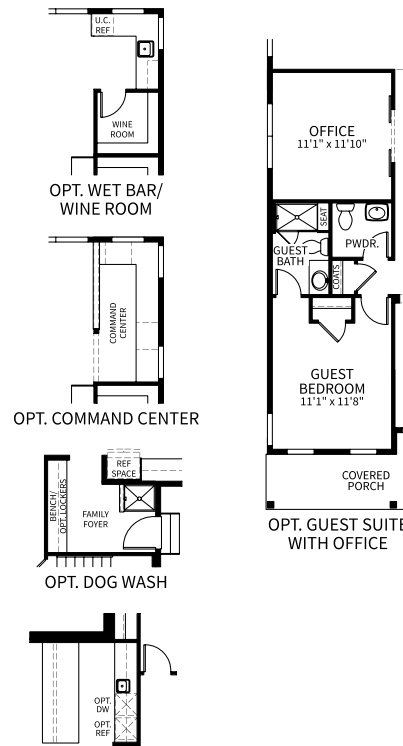 U.C.
REF
WINE
ROOM
OPT. WET BAR/
WINE ROOM
COMMAND
CENTER
OPT. COMMAND CENTER
REF
SPACE
BENCH/
OPT. LOCKERS
FAMILY
FOYER
OPT. DOG WASH
OPT.
DW
OPT.
REF
OFFICE
11'1" x 11'10"
SEAT
GUEST
BATH
PWDR.
COATS
GUEST
BEDROOM
11'1" x 11'8"
COVERED
PORCH
OPT. GUEST SUITE
WITH OFFICE